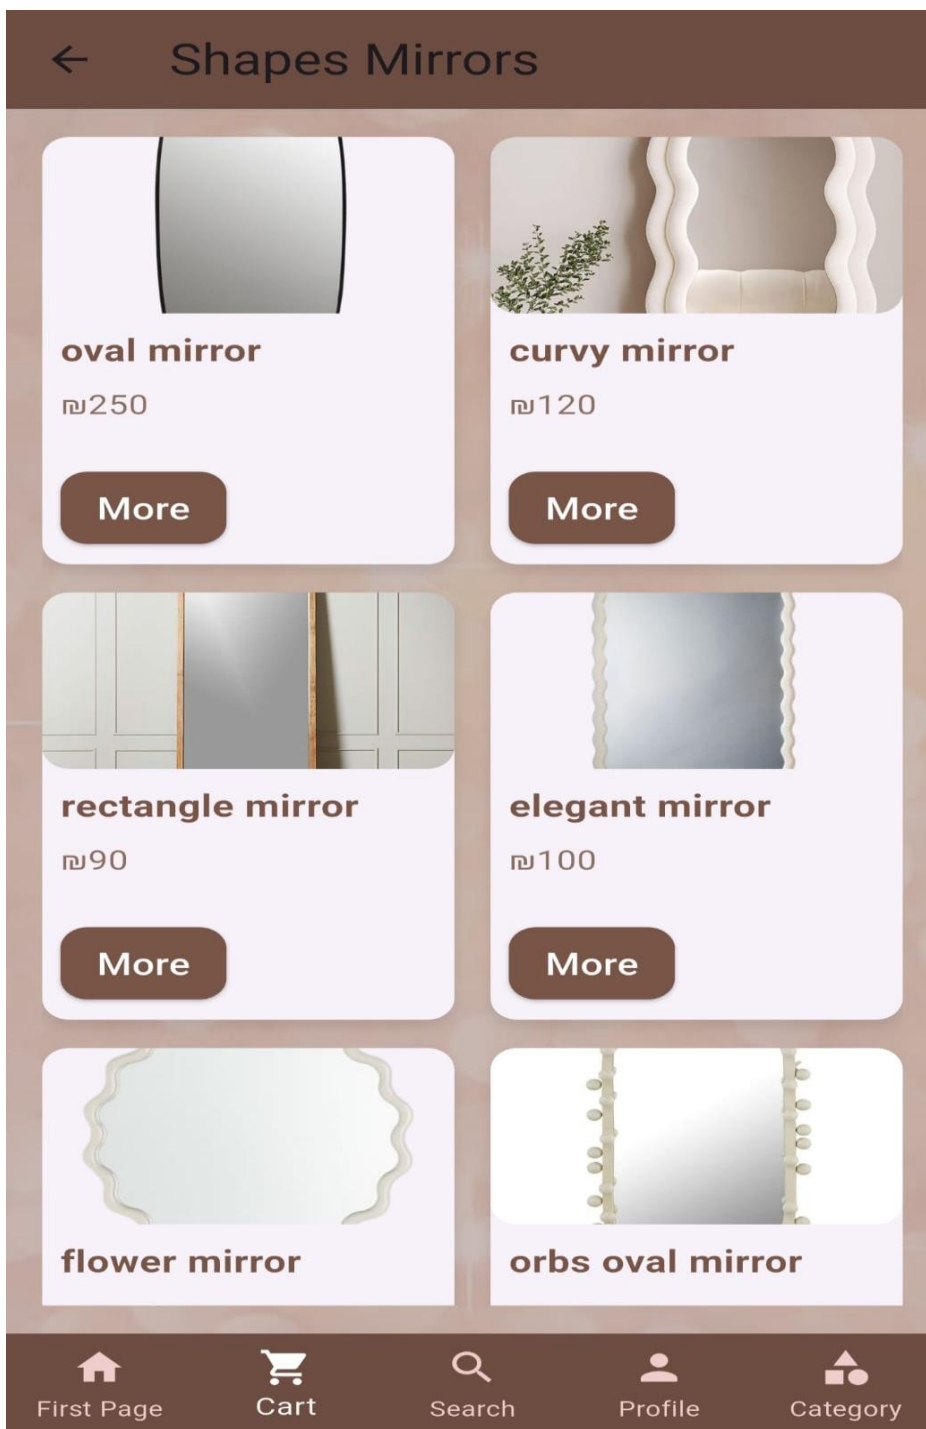 Shapes Mirrors
oval mirror
₪250
More
curvy mirror
₪120
More
rectangle mirror
₪90
More
elegant mirror
₪100
More
flower mirror
orbs oval mirror
First Page
Cart
Search
Profile
Category